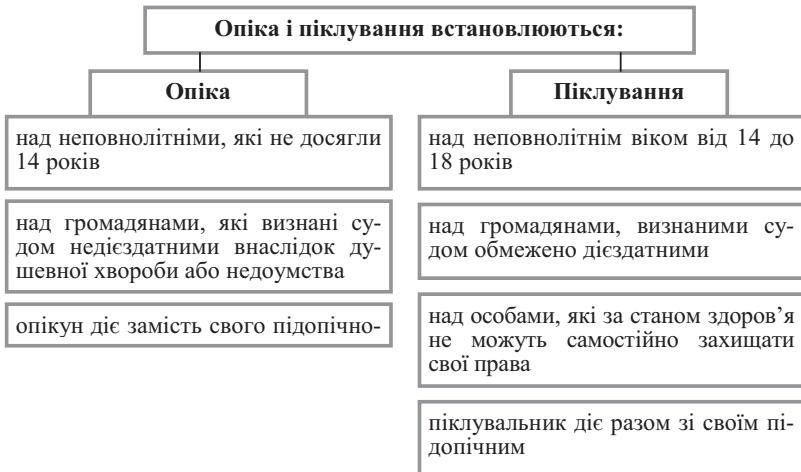 Опіка і піклування встановлюються:
Опіка
над неповнолітніми, які не досягли
14 років
над громадянами, які визнані су-
дом недієздатними внаслідок ду-
шевної хвороби або недоумства
опікун діє замість свого підопічно-
Піклування
над неповнолітнім віком від 14 до
18 років
над громадянами, визнаними су-
дом обмежено дієздатними
над особами, які за станом здоров’я
не можуть самостійно захищати
свої права
піклувальник діє разом зі своїм пі-
допічним